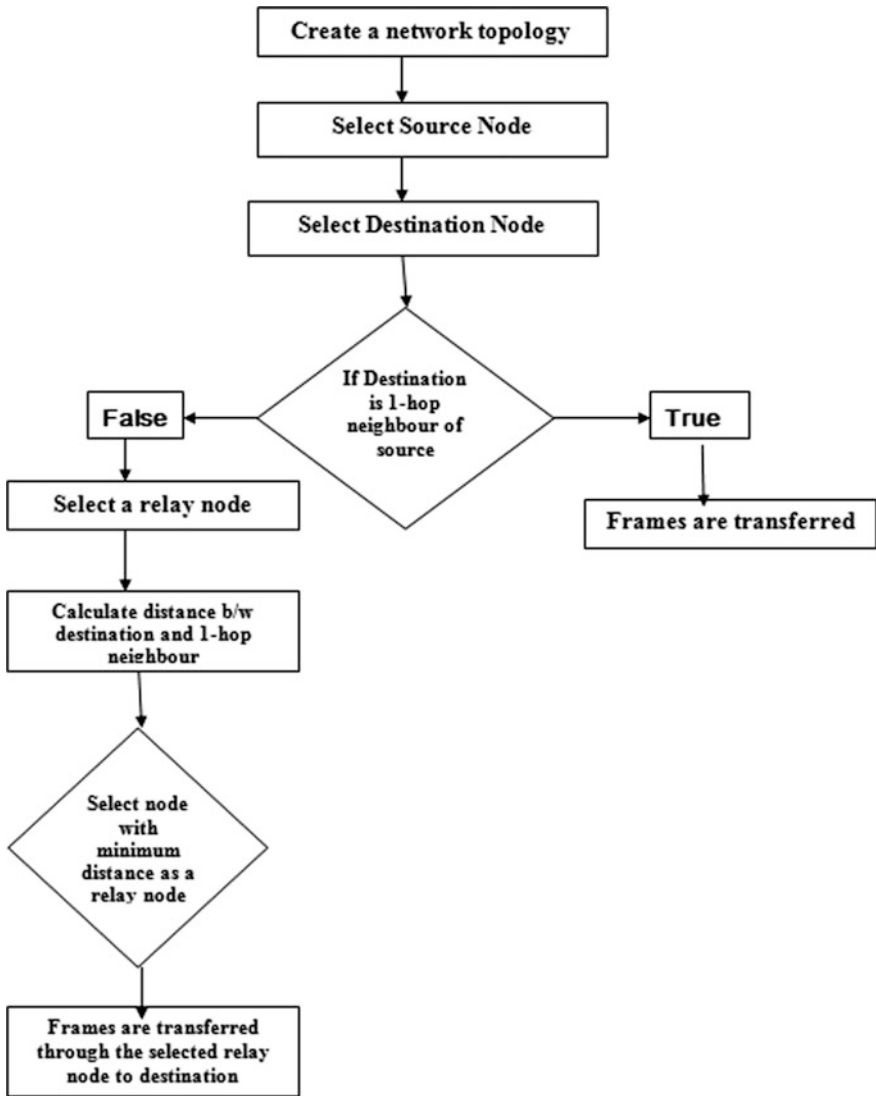 Create a network topology
Select Source Node
Select Destination Node
If Destination
is 1-hop
neighbour of
source
False
True
Select a relay node
Frames are transferred
Calculate distance b/w
destination and 1-hop
neighbour
Select node
with
minimum
distance as a
relay node
Frames are transferred
through the selected relay
node to destination